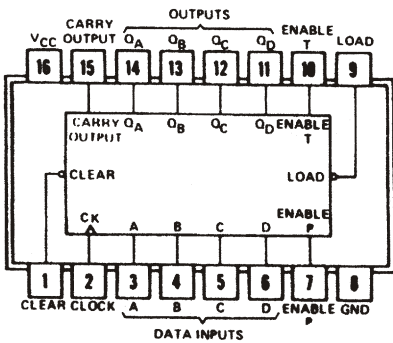 OUTPUTS
CARRY ENABLE
VCC OUTPUT QA QB QC QD T LOAD
16 15 14 13 12 11 10 9
CARRY QA QB QC QD ENABLE
OUTPUT T
CLEAR LOAD
CK A B C D ENABLE
P
1 2 3 4 5 6 7 8
CLEAR CLOCK A B C D ENABLE GND
P
DATA INPUTS